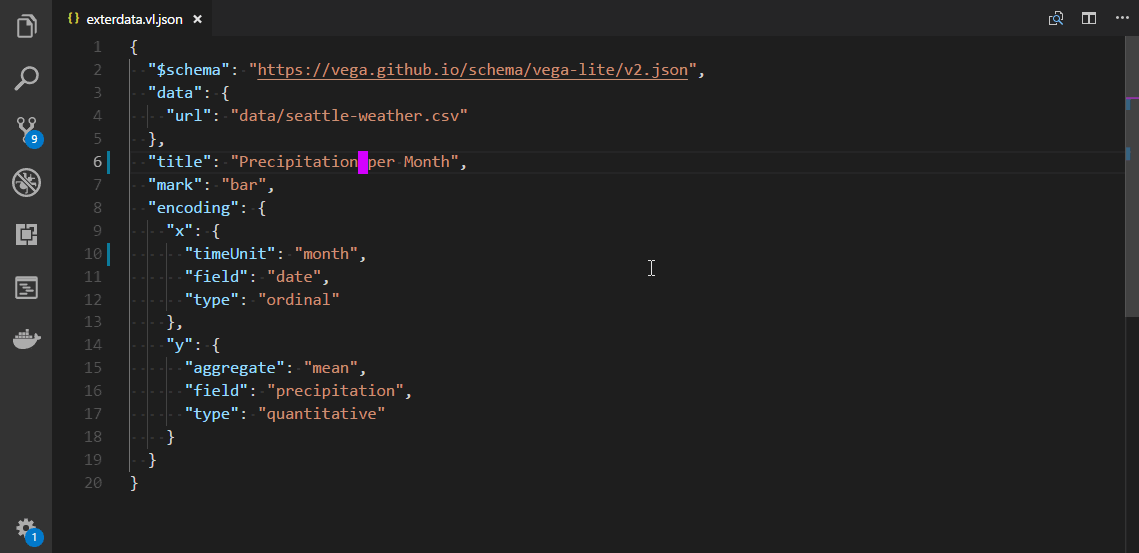 {} exterdata.vl.json ×
1 {
2   "$schema": "https://vega.github.io/schema/vega-lite/v2.json",
3   "data": {
4     "url": "data/seattle-weather.csv"
5   },
6   "title": "Precipitation per Month",
7   "mark": "bar",
8   "encoding": {
9     "x": {
10       "timeUnit": "month",
11       "field": "date",
12       "type": "ordinal"
13     },
14     "y": {
15       "aggregate": "mean",
16       "field": "precipitation",
17       "type": "quantitative"
18     }
19   }
20 }
9
1